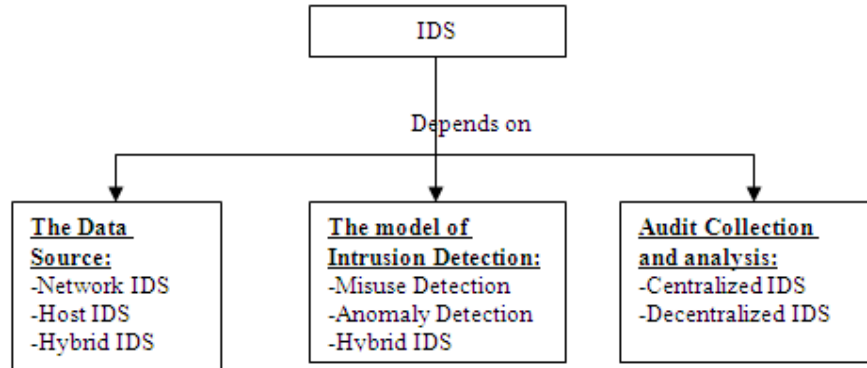 IDS
Depends on
The Data
Source:
-Network IDS
-Host IDS
-Hybrid IDS
The model of
Intrusion Detection:
-Misuse Detection
-Anomaly Detection
-Hybrid IDS
Audit Collection
and analysis:
-Centralized IDS
-Decentralized IDS